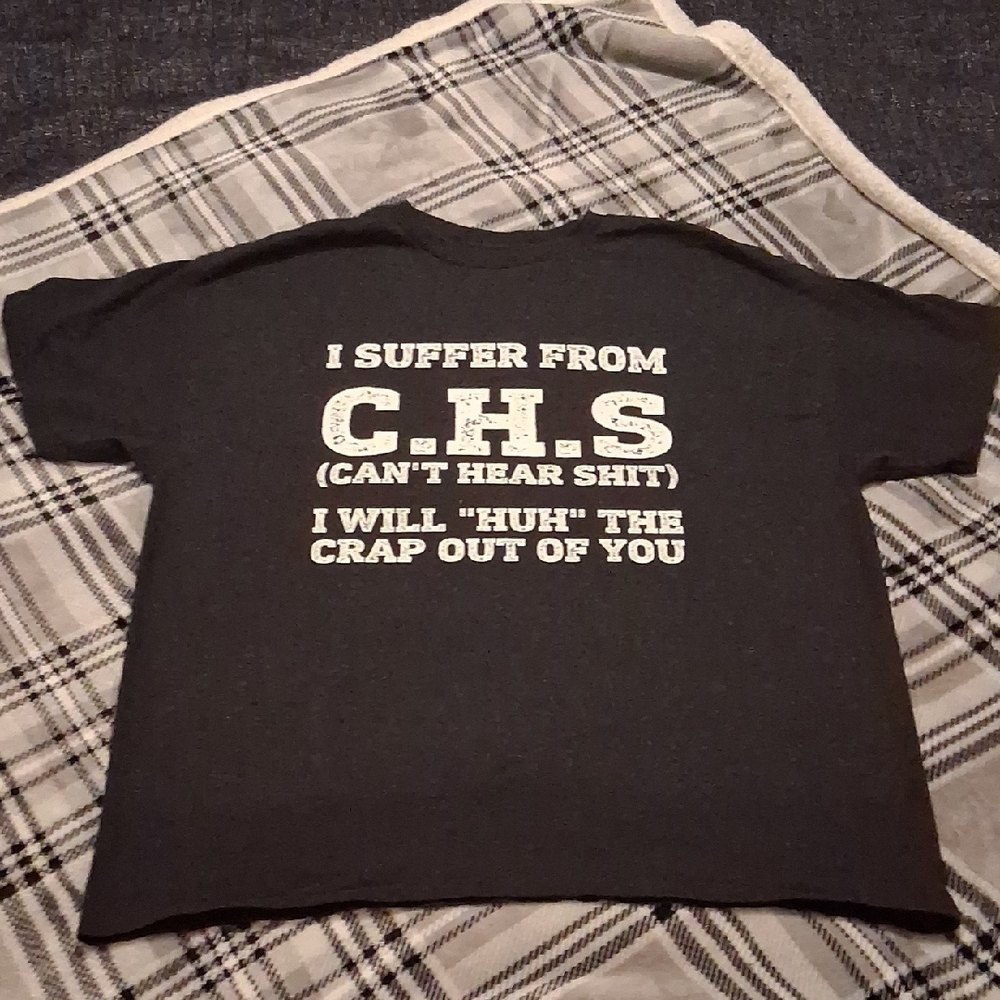 I SUFFER FROM
C.H.S
(CAN'T HEAR SHIT)
I WILL "HUH" THE
CRAP OUT OF YOU